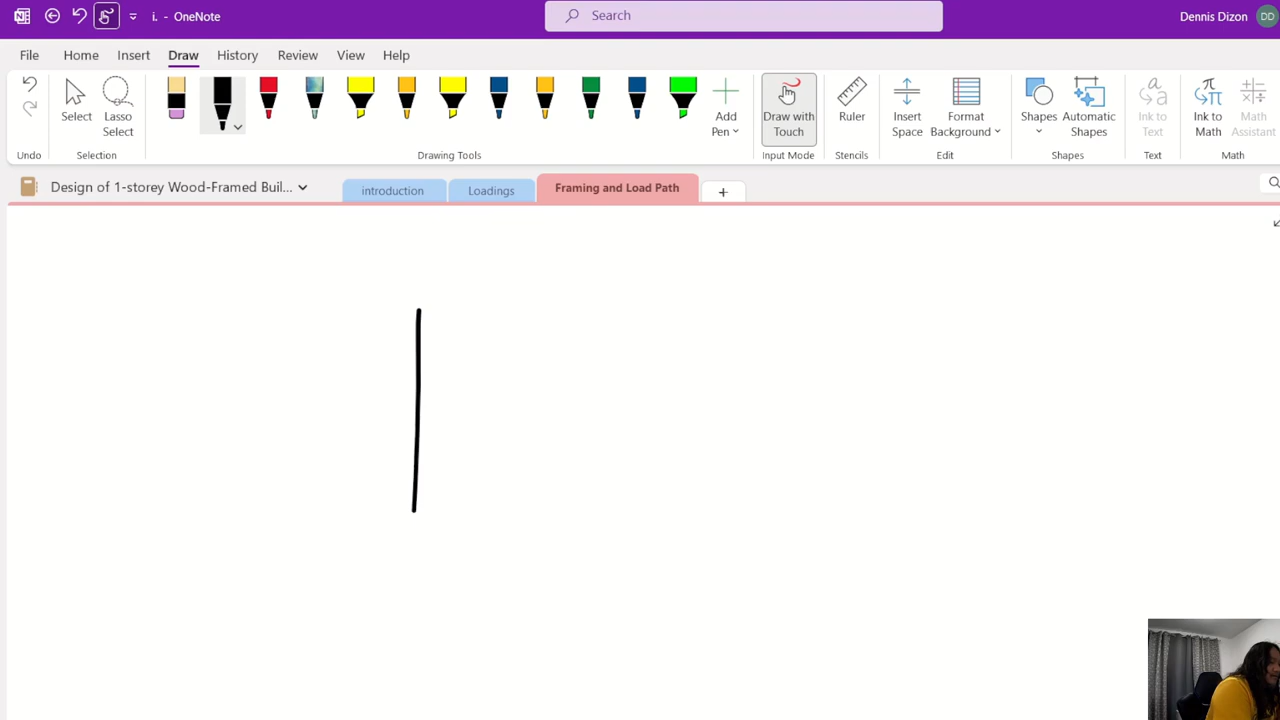 i. - OneNote
Search
Dennis Dizon
DD
File
Home
Insert
Draw
History
Review
View
Help
Select
Lasso
Select
Add
Pen
Draw with
Touch
Ruler
Insert
Space
Format
Background
Shapes
Automatic
Shapes
Ink to
Text
Ink to
Math
Math
Assistant
Undo
Selection
Drawing Tools
Input Mode
Stencils
Edit
Shapes
Text
Math
Design of 1-storey Wood-Framed Buil...
introduction
Loadings
Framing and Load Path
+